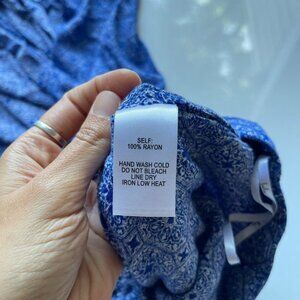 SELF:
100% RAYON
HAND WASH COLD
DO NOT BLEACH
LINE DRY
IRON LOW HEAT